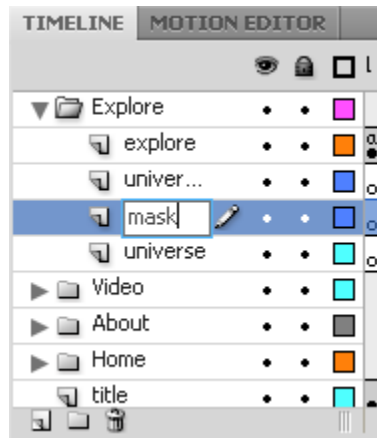 TIMELINE MOTION EDITOR
Explore
explore
univer...
mask
universe
Video
About
Home
title